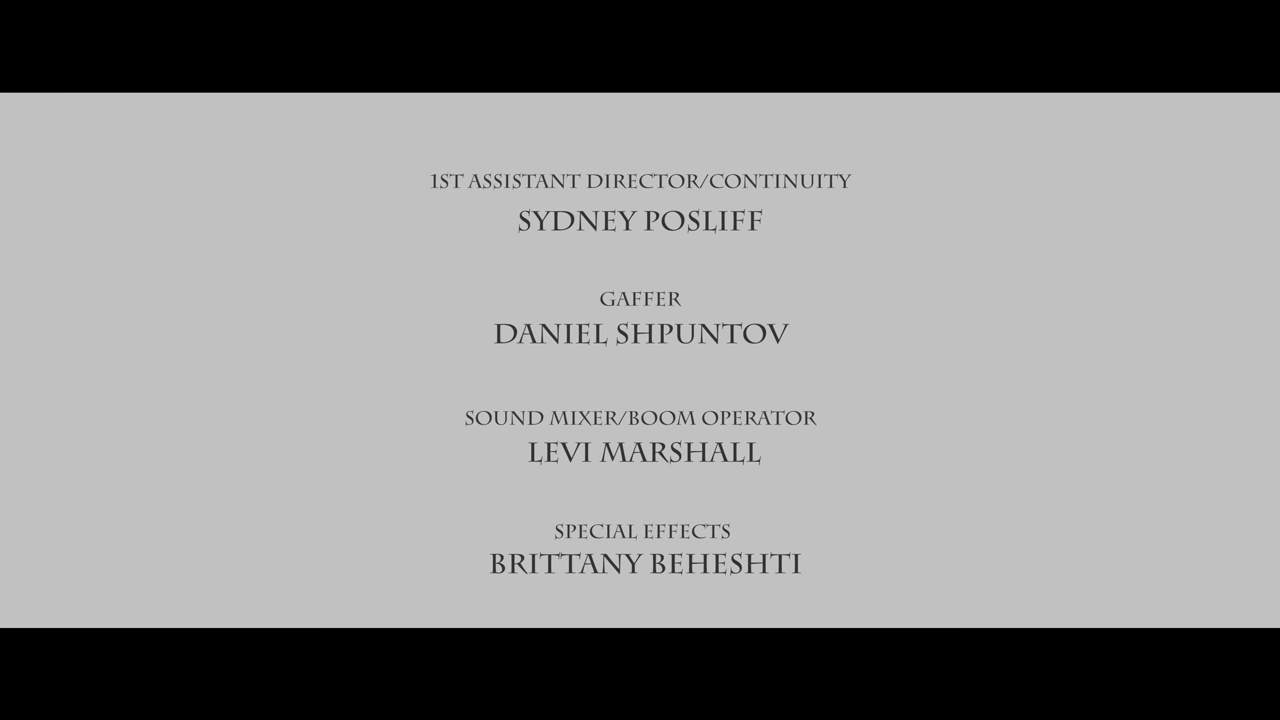 1ST ASSISTANT DIRECTOR/CONTINUITY
SYDNEY POSLIFF
GAFFER
DANIEL SHPUNTOV
SOUND MIXER/BOOM OPERATOR
LEVI MARSHALL
SPECIAL EFFECTS
BRITTANY BEHESHTI